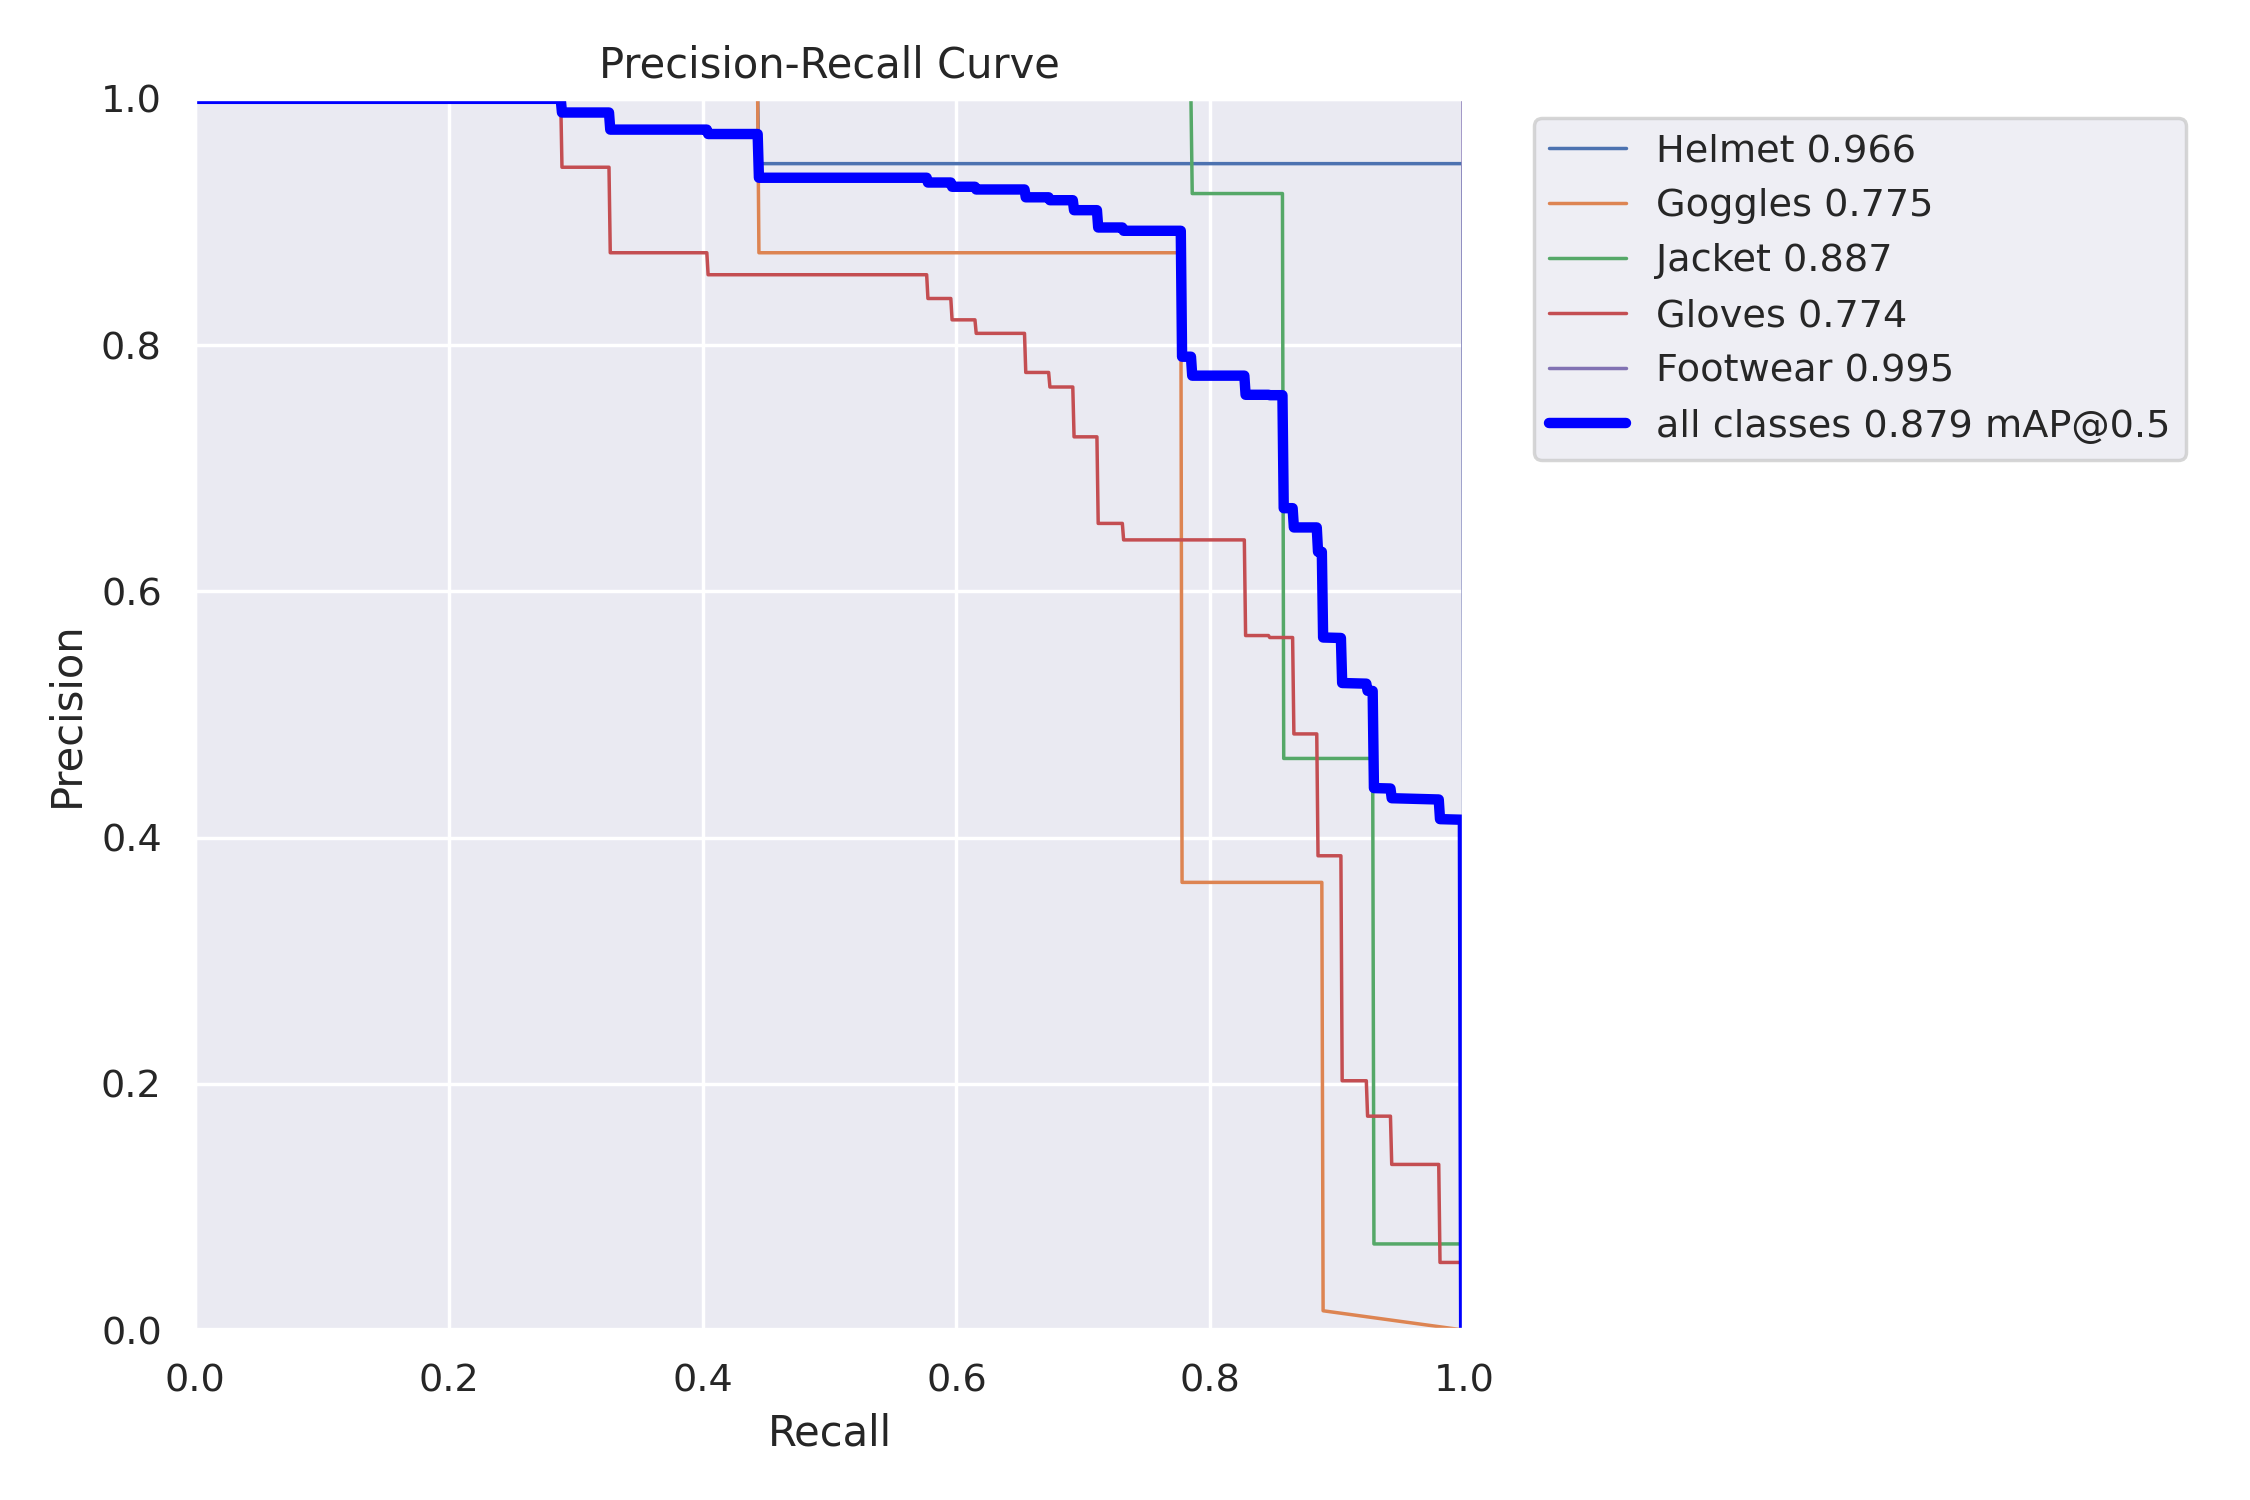 Precision-Recall Curve
1.0
0.8
0.6
0.4
0.2
0.0
Precision
0.0 0.2 0.4 0.6 0.8 1.0
Recall
Helmet 0.966
Goggles 0.775
Jacket 0.887
Gloves 0.774
Footwear 0.995
all classes 0.879 mAP@0.5